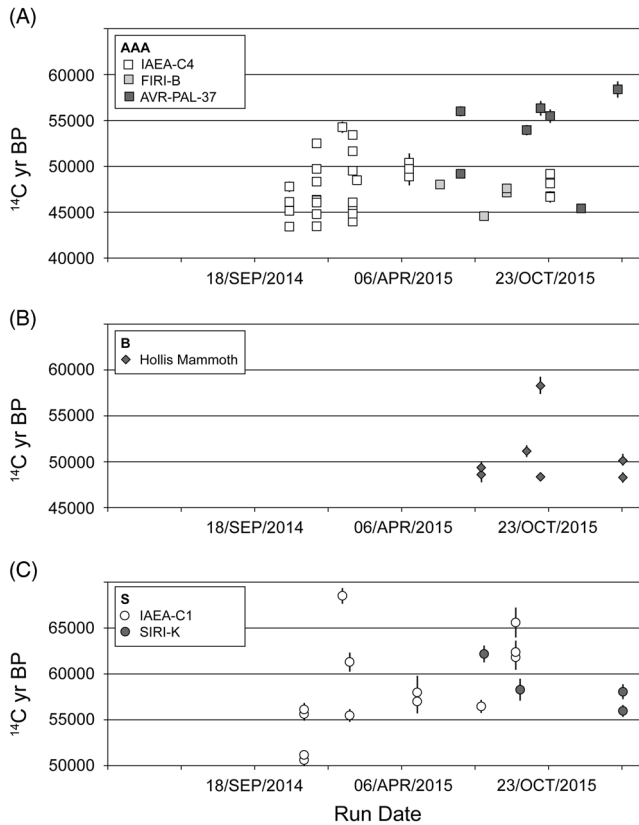 (A)
AAA
IAEA-C4
FIRI-B
AVR-PAL-37
60000
55000
50000
45000
40000
14C yr BP
18/SEP/2014 06/APR/2015 23/OCT/2015
(B)
B
Hollis Mammoth
60000
55000
50000
45000
14C yr BP
18/SEP/2014 06/APR/2015 23/OCT/2015
(C)
S
IAEA-C1
SIRI-K
65000
60000
55000
50000
14C yr BP
18/SEP/2014 06/APR/2015 23/OCT/2015
Run Date